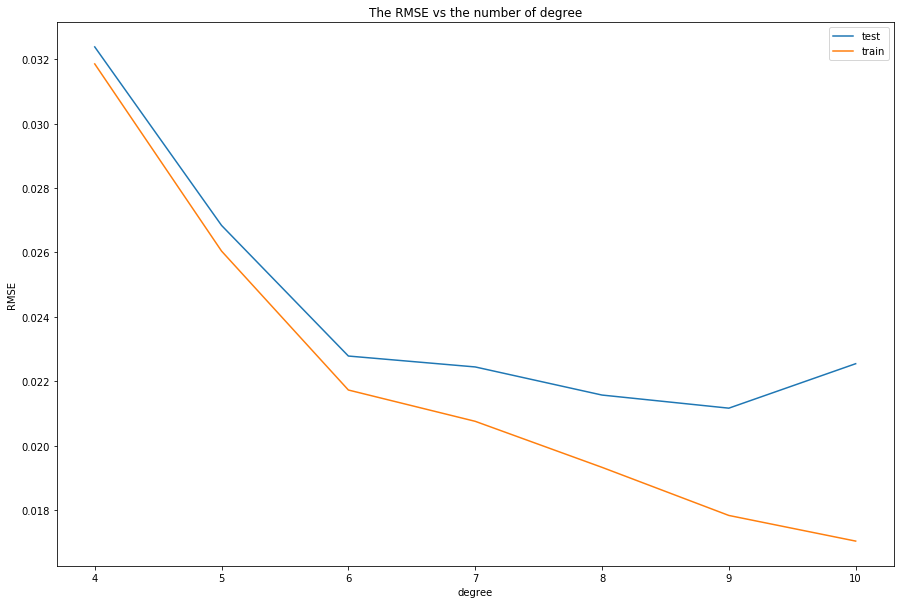 The RMSE vs the number of degree
test
train
0.032
0.030
0.028
0.026
0.024
0.022
0.020
0.018
RMSE
4 5 6 7 8 9 10
degree